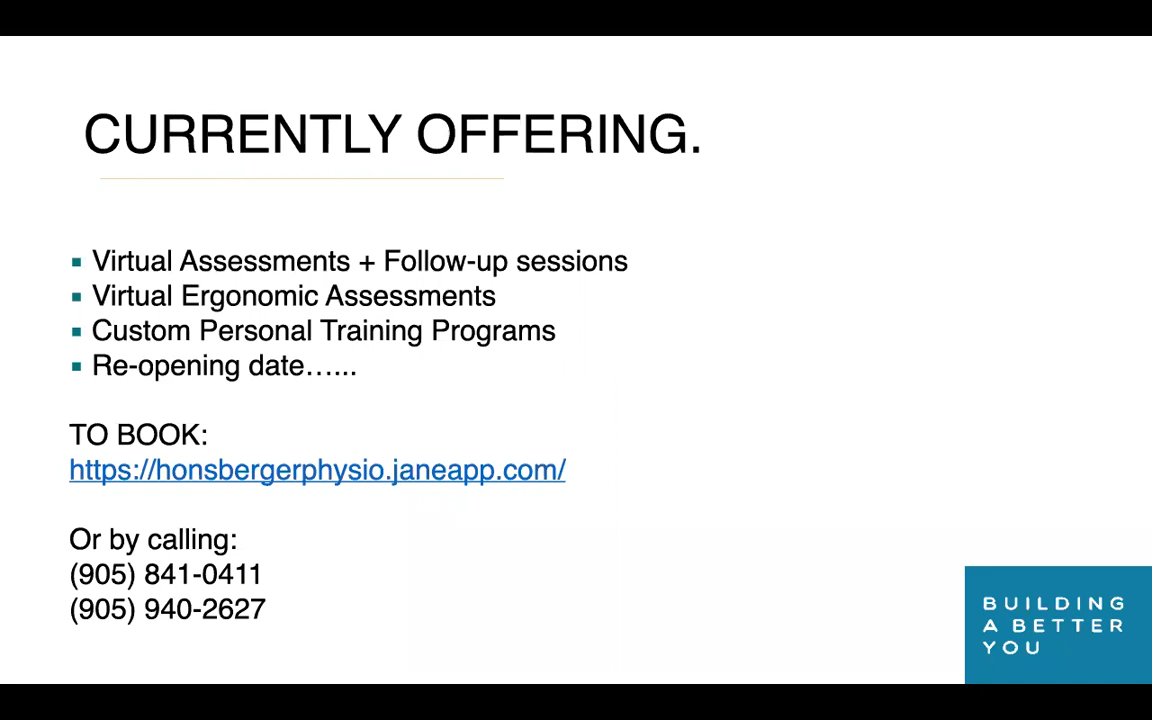 CURRENTLY OFFERING.
▪ Virtual Assessments + Follow-up sessions
▪ Virtual Ergonomic Assessments
▪ Custom Personal Training Programs
▪ Re-opening date…...
TO BOOK:
https://honsbergerphysio.janeapp.com/
Or by calling:
(905) 841-0411
(905) 940-2627
BUILDING
A BETTER
YOU